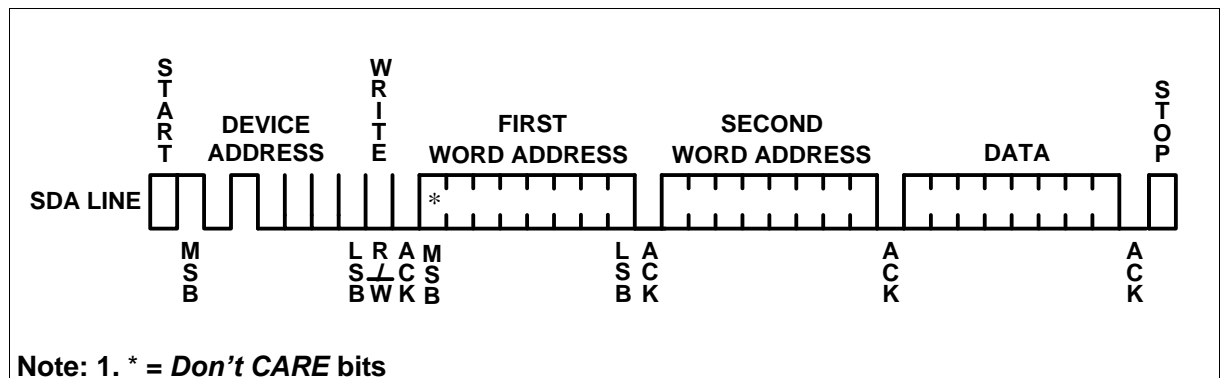 START
WRITE
STOP
DEVICE
ADDRESS
FIRST
WORD ADDRESS
SECOND
WORD ADDRESS
DATA
SDA LINE
*
MSB
LSB
R/W
ACK
MSB
LSB
ACK
ACK
ACK
Note: 1. * = Don't CARE bits